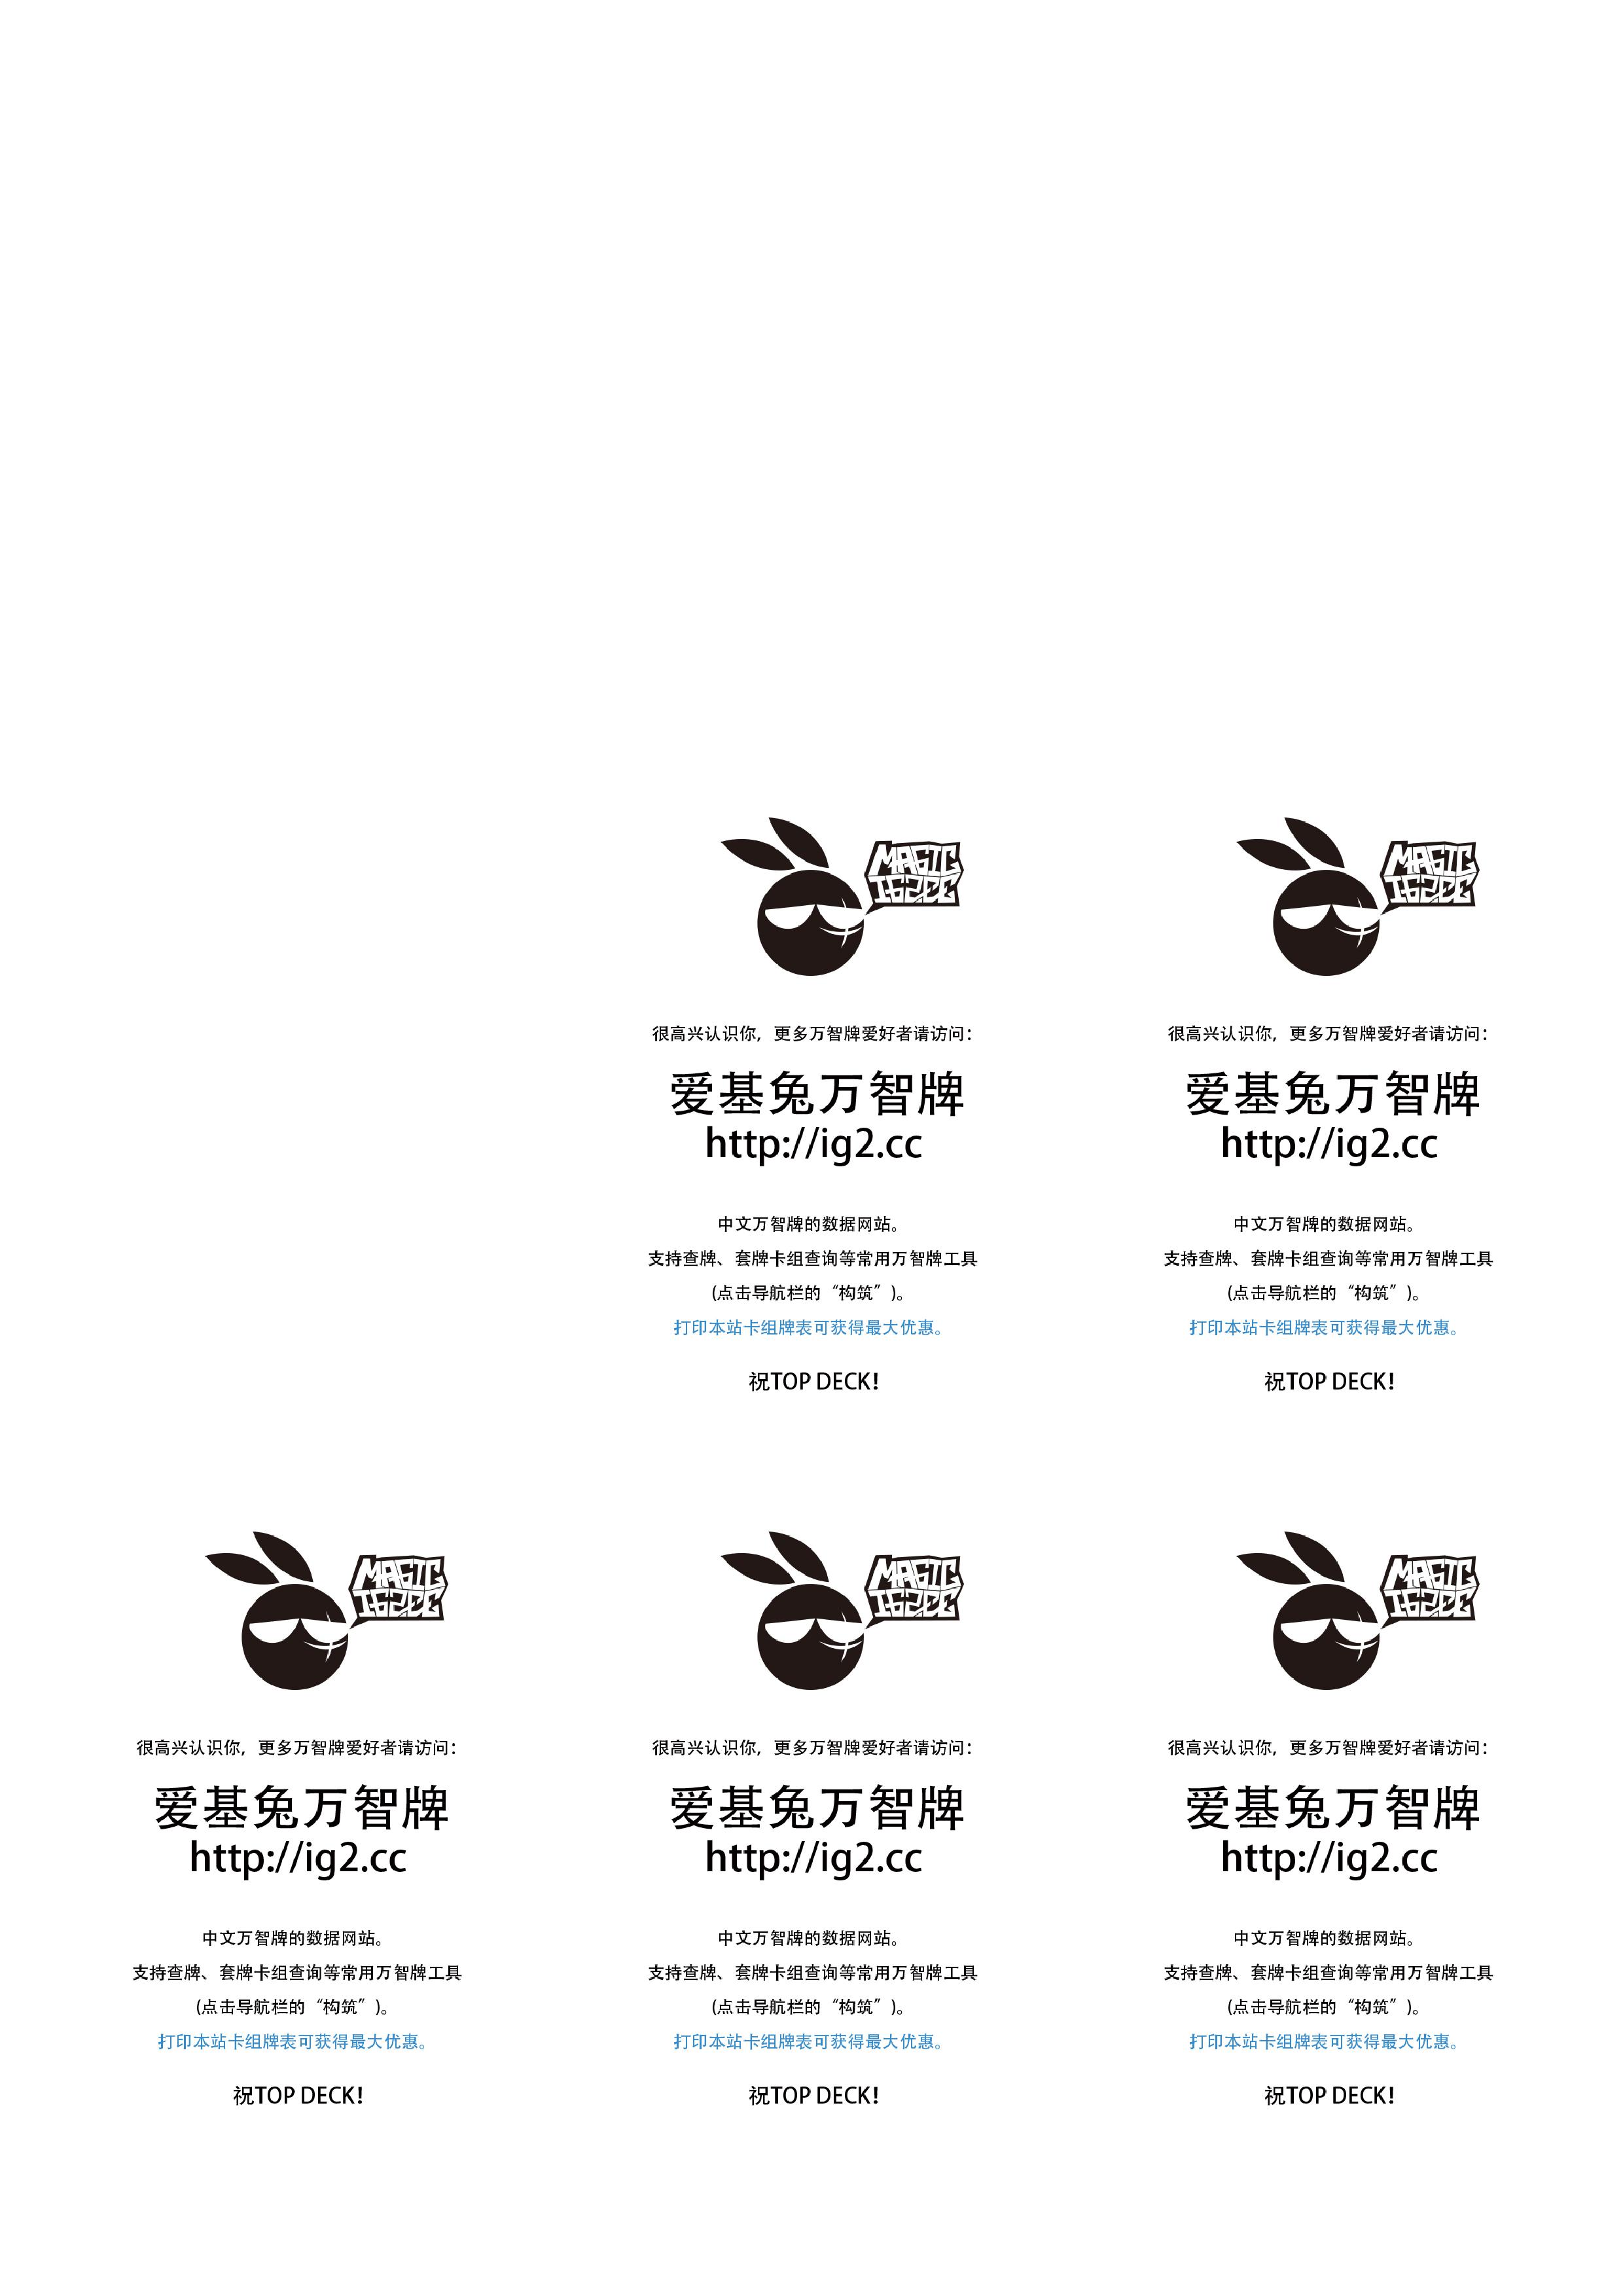 MAGIC
IG2CC
很高兴认识你，更多万智牌爱好者请访问：
爱基兔万智牌
http://ig2.cc
中文万智牌的数据网站。
支持查牌、套牌卡组查询等常用万智牌工具
(点击导航栏的“构筑”)。
打印本站卡组牌表可获得最大优惠。
祝TOP DECK!
MAGIC
IG2CC
很高兴认识你，更多万智牌爱好者请访问：
爱基兔万智牌
http://ig2.cc
中文万智牌的数据网站。
支持查牌、套牌卡组查询等常用万智牌工具
(点击导航栏的“构筑”)。
打印本站卡组牌表可获得最大优惠。
祝TOP DECK!
MAGIC
IG2CC
很高兴认识你，更多万智牌爱好者请访问：
爱基兔万智牌
http://ig2.cc
中文万智牌的数据网站。
支持查牌、套牌卡组查询等常用万智牌工具
(点击导航栏的“构筑”)。
打印本站卡组牌表可获得最大优惠。
祝TOP DECK!
MAGIC
IG2CC
很高兴认识你，更多万智牌爱好者请访问：
爱基兔万智牌
http://ig2.cc
中文万智牌的数据网站。
支持查牌、套牌卡组查询等常用万智牌工具
(点击导航栏的“构筑”)。
打印本站卡组牌表可获得最大优惠。
祝TOP DECK!
MAGIC
IG2CC
很高兴认识你，更多万智牌爱好者请访问：
爱基兔万智牌
http://ig2.cc
中文万智牌的数据网站。
支持查牌、套牌卡组查询等常用万智牌工具
(点击导航栏的“构筑”)。
打印本站卡组牌表可获得最大优惠。
祝TOP DECK!